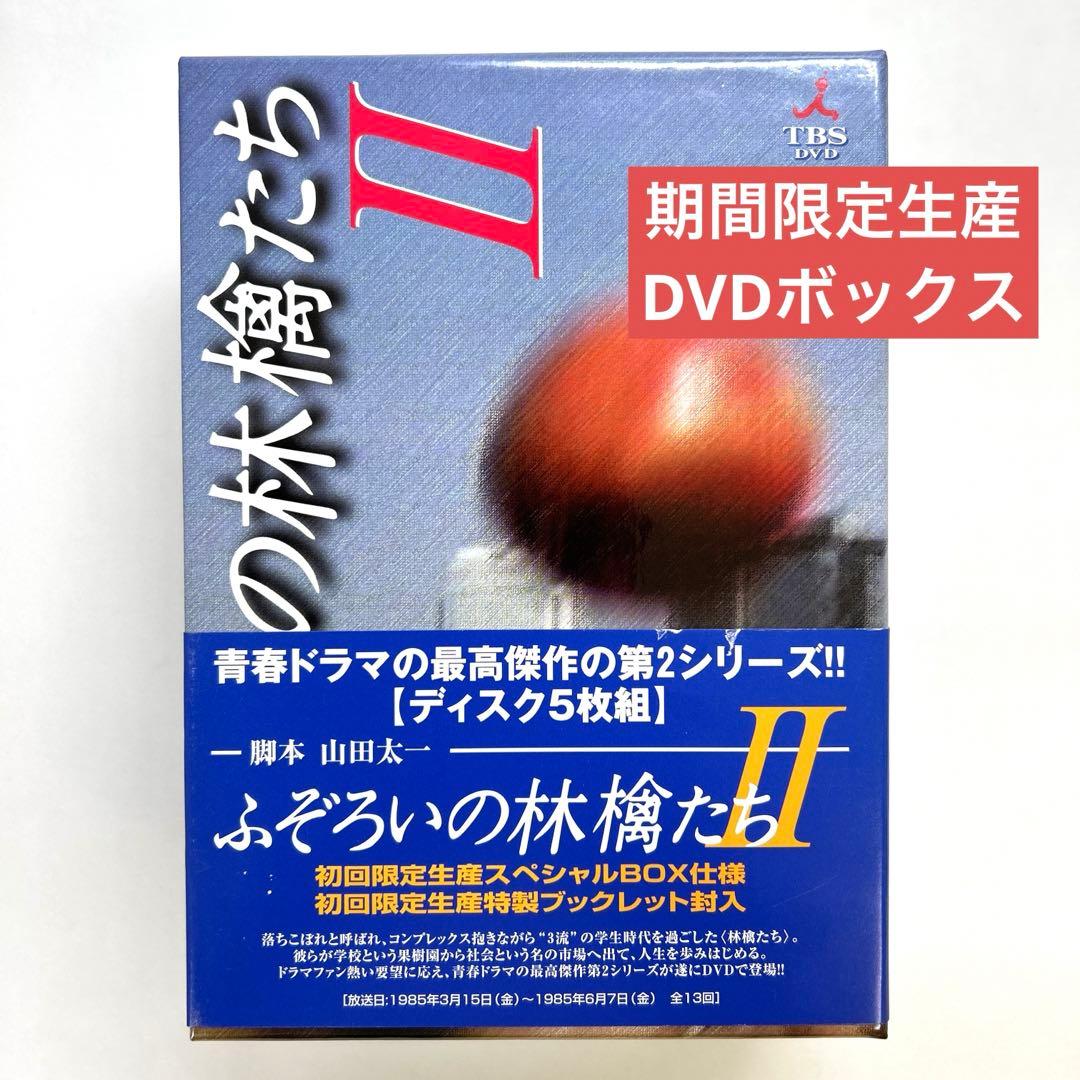 の林檎たち
II
TBS
DVD
期間限定生産
DVDボックス
青春ドラマの最高傑作の第2シリーズ!!
【ディスク5枚組】
脚本 山田太一
ふぞろいの林檎たちII
初回限定生産スペシャルBOX仕様
初回限定生産特製ブックレット封入
落ちこぼれと呼ばれ、コンプレックス抱きながら“3流”の学生時代を過ごした〈林檎たち〉。
彼らが学校という果樹園から社会という名の市場へ出て、人生を歩みはじめる。
ドラマファン熱い要望に応え、青春ドラマの最高傑作第2シリーズが遂にDVDで登場!!
[放送日:1985年3月15日(金)〜1985年6月7日(金) 全13回]